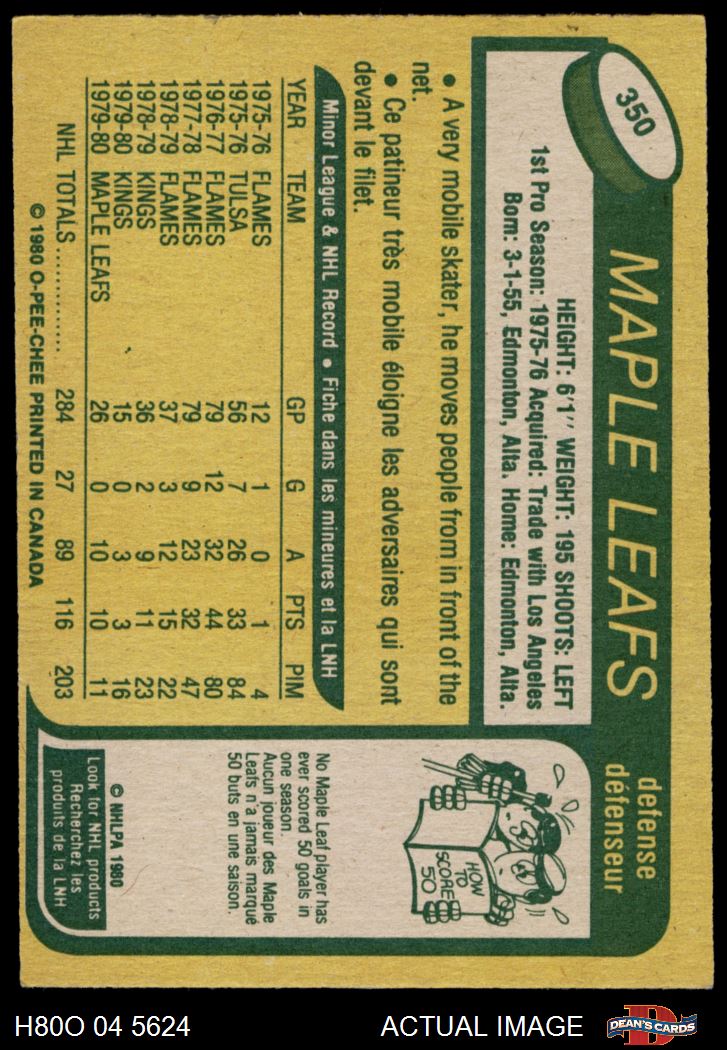 350
MAPLE LEAFS
defense
défenseur
HEIGHT: 6'1" WEIGHT: 195 SHOOTS: LEFT
1st Pro Season: 1975-76 Acquired: Trade with Los Angeles
Born: 3-1-55, Edmonton, Alta. Home: Edmonton, Alta.
• A very mobile skater, he moves people from in front of the
net.
• Ce patineur très mobile éloigne les adversaires qui sont
devant le filet.
Minor League & NHL Record • Fiche dans les mineures et la LNH
YEAR TEAM GP G A PTS PIM
1975-76 FLAMES 12 1 0 1 4
1975-76 TULSA 56 7 26 33 84
1976-77 FLAMES 79 12 32 44 80
1977-78 FLAMES 79 9 23 32 47
1978-79 FLAMES 37 3 12 15 22
1978-79 KINGS 36 2 9 11 23
1979-80 KINGS 15 0 3 3 16
1979-80 MAPLE LEAFS 26 0 10 10 11
NHL TOTALS .............. 284 27 89 116 203
© 1980 O-PEE-CHEE PRINTED IN CANADA
HOW
TO
SCORE
50
No Maple Leaf player has
ever scored 50 goals in
one season.
Aucun joueur des Maple
Leafs n'a jamais marqué
50 buts en une saison.
© NHLPA 1980
Look for NHL products
Recherchez les
produits de la LNH
H80O 04 5624
ACTUAL IMAGE
D
DEAN'S CARDS